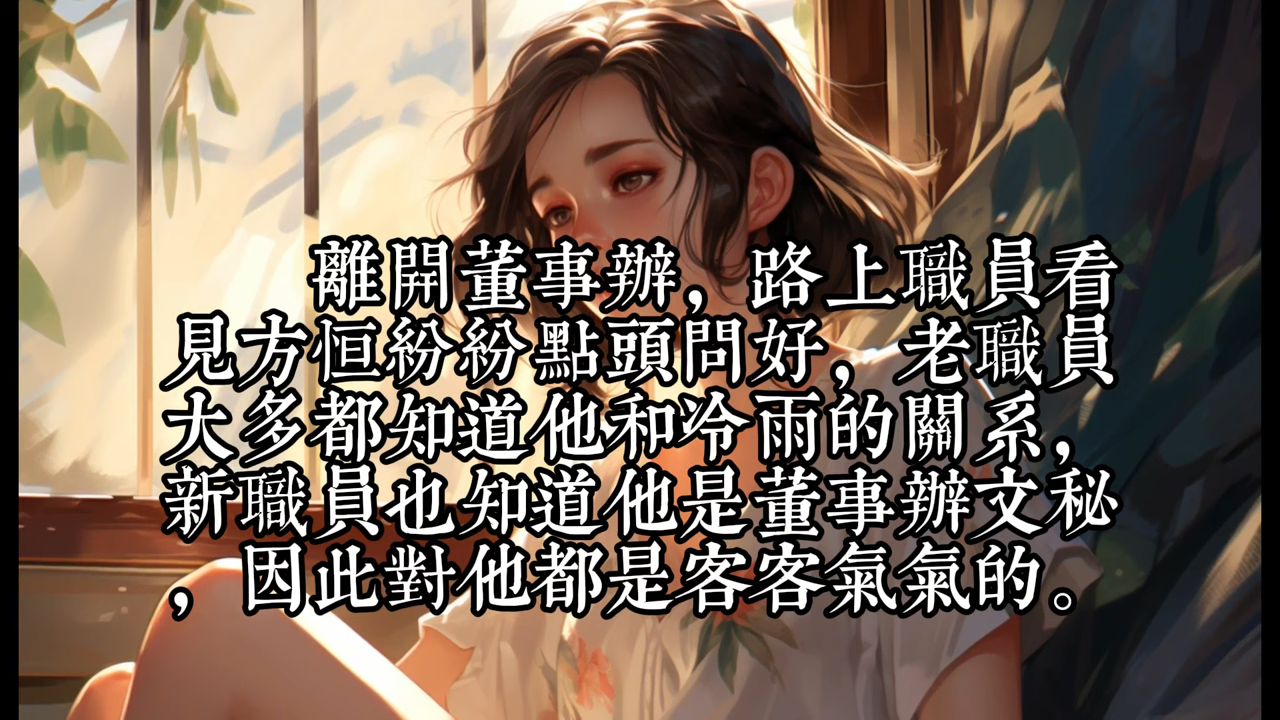 離開董事辦，路上職員看
見方恒紛紛點頭問好，老職員
大多都知道他和冷雨的關系，
新職員也知道他是董事辦文秘
，因此對他都是客客氣氣的。